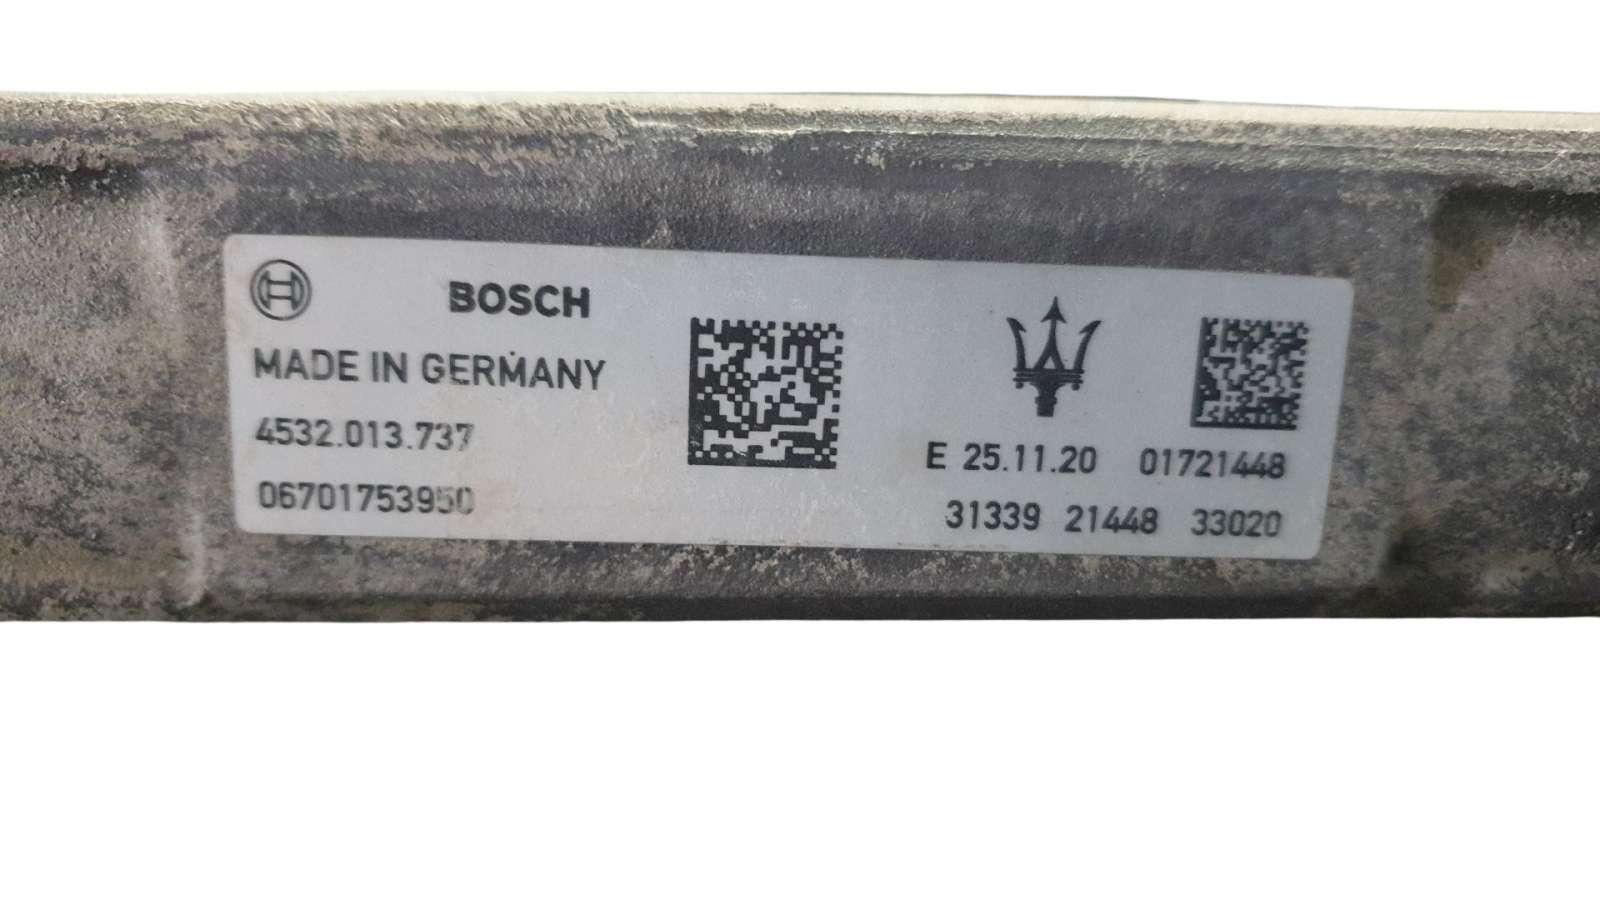 BOSCH
MADE IN GERMANY
4532.013.737
06701753950
E 25.11.20 01721448
31339 21448 33020